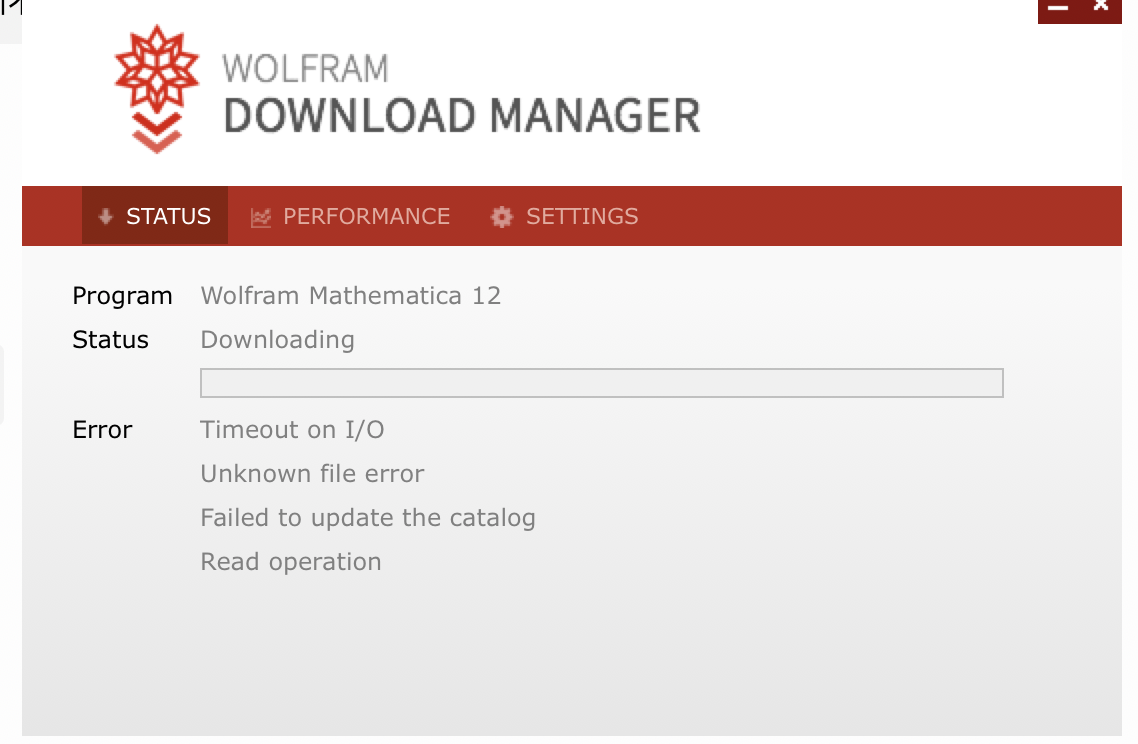 WOLFRAM
DOWNLOAD MANAGER
STATUS PERFORMANCE SETTINGS
Program Wolfram Mathematica 12
Status Downloading
Error Timeout on I/O
Unknown file error
Failed to update the catalog
Read operation